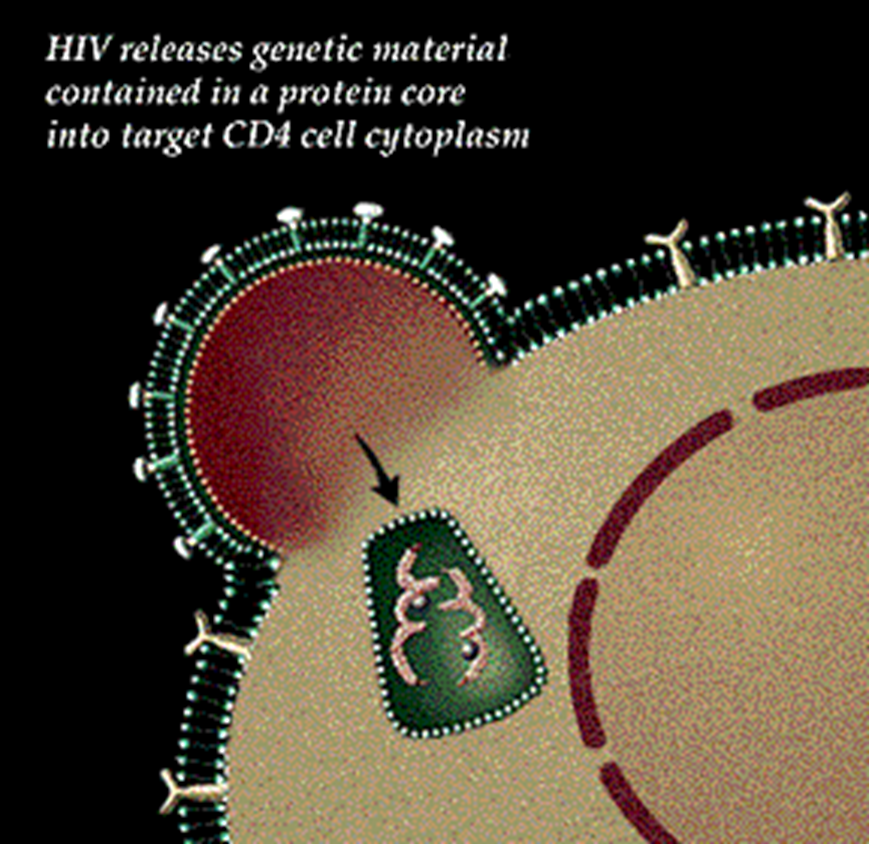 HIV releases genetic material
contained in a protein core
into target CD4 cell cytoplasm